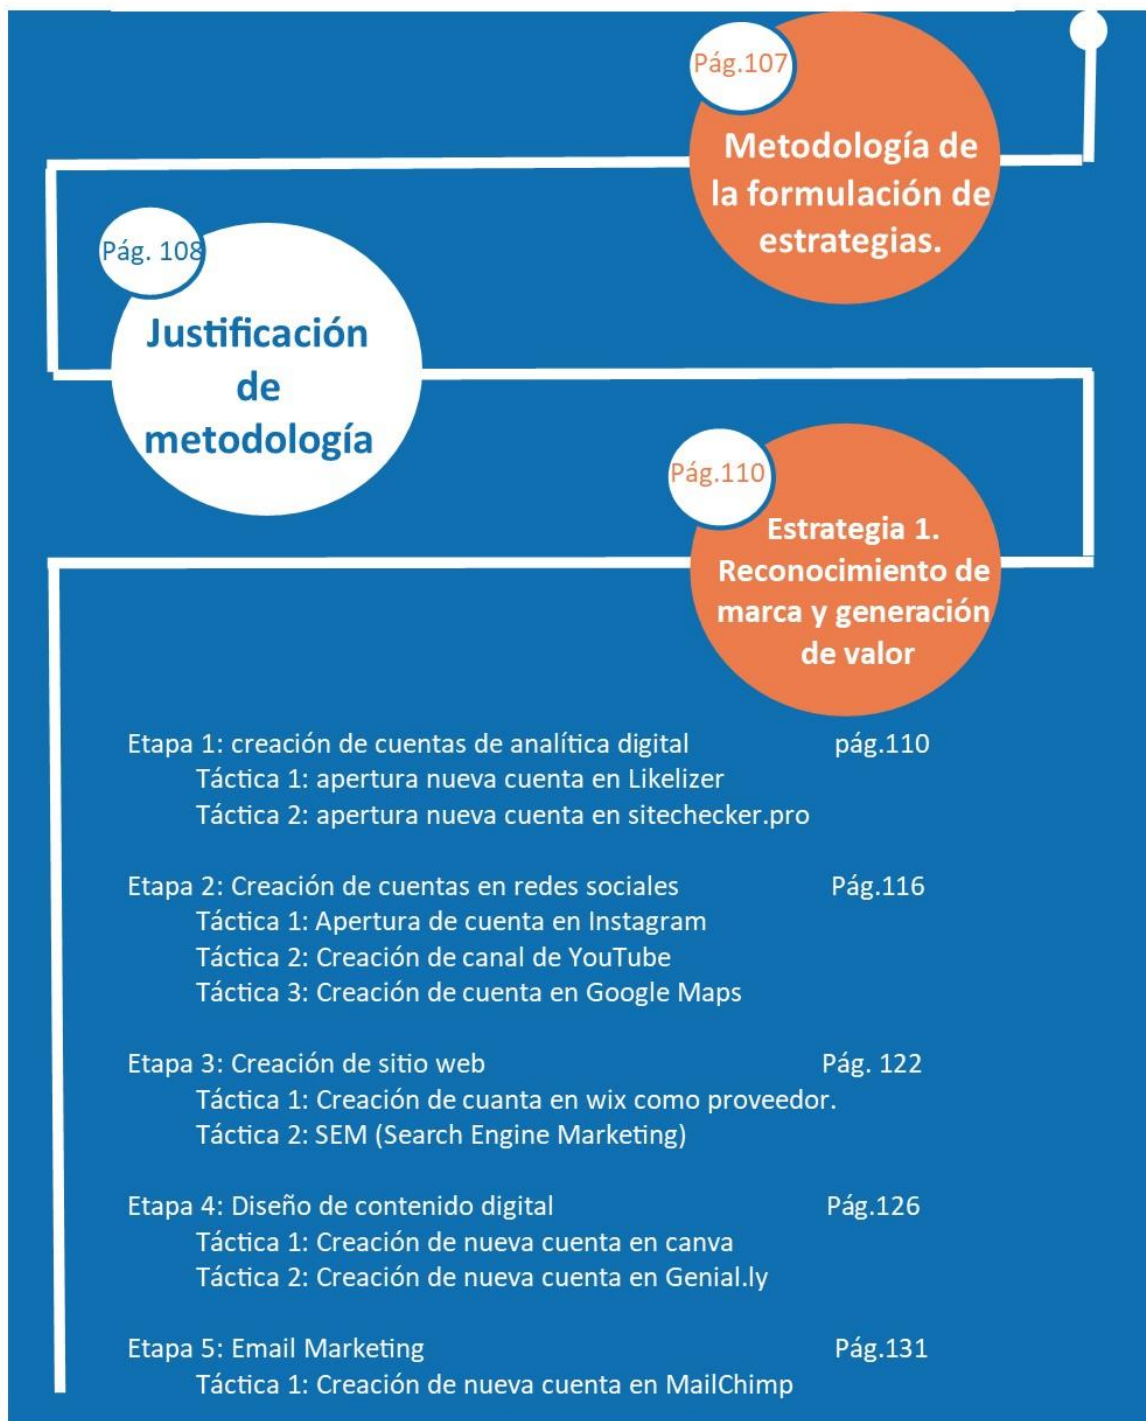 Pág.107
Metodología de
la formulación de
estrategias.
Pág. 108
Justificación
de
metodología
Pág.110
Estrategia 1.
Reconocimiento de
marca y generación
de valor
Etapa 1: creación de cuentas de analítica digital pág.110
Táctica 1: apertura nueva cuenta en Likelizer
Táctica 2: apertura nueva cuenta en sitechecker.pro
Etapa 2: Creación de cuentas en redes sociales Pág.116
Táctica 1: Apertura de cuenta en Instagram
Táctica 2: Creación de canal de YouTube
Táctica 3: Creación de cuenta en Google Maps
Etapa 3: Creación de sitio web Pág. 122
Táctica 1: Creación de cuanta en wix como proveedor.
Táctica 2: SEM (Search Engine Marketing)
Etapa 4: Diseño de contenido digital Pág.126
Táctica 1: Creación de nueva cuenta en canva
Táctica 2: Creación de nueva cuenta en Genial.ly
Etapa 5: Email Marketing Pág.131
Táctica 1: Creación de nueva cuenta en MailChimp